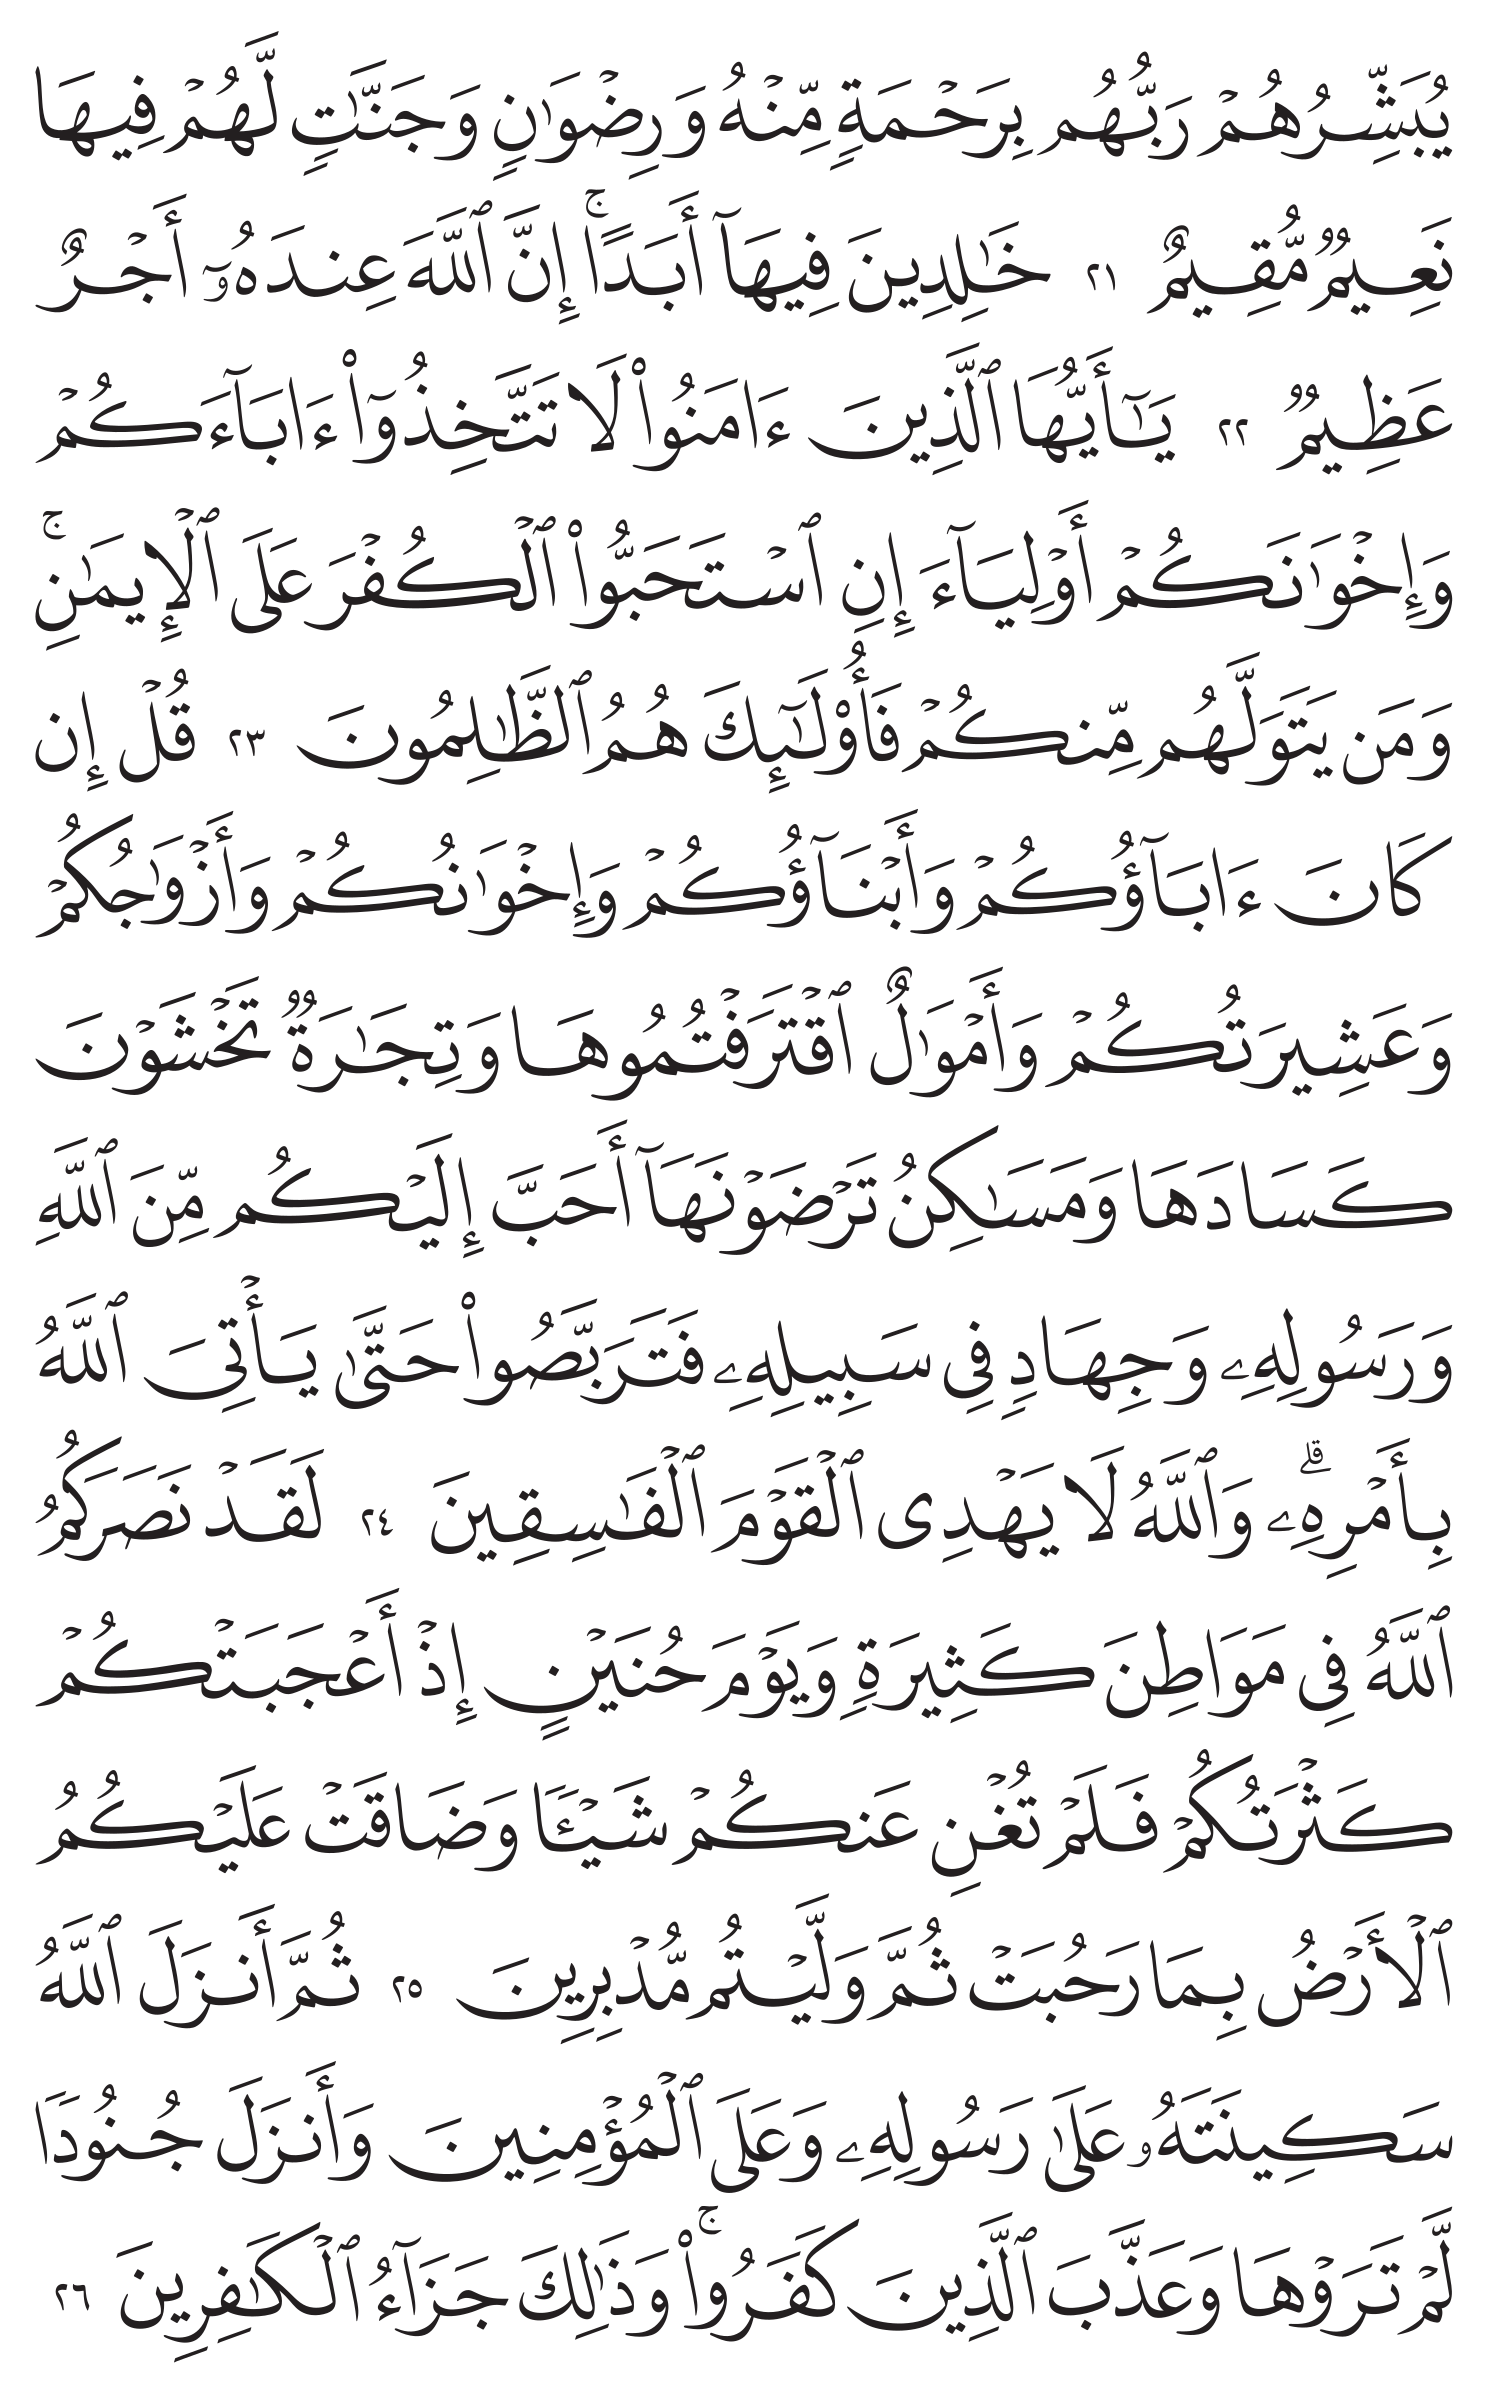 يُبَشِّرُهُمۡ رَبُّهُم بِرَحۡمَةٖ مِّنۡهُ وَرِضۡوَٰنٖ وَجَنَّٰتٖ لَّهُمۡ فِيهَا
نَعِيمٞ مُّقِيمٌ ٢١ خَٰلِدِينَ فِيهَآ أَبَدًاۚ إِنَّ ٱللَّهَ عِندَهُۥٓ أَجۡرٌ
عَظِيمٞ ٢٢ يَٰٓأَيُّهَا ٱلَّذِينَ ءَامَنُواْ لَا تَتَّخِذُوٓاْ ءَابَآءَكُمۡ
وَإِخۡوَٰنَكُمۡ أَوۡلِيَآءَ إِنِ ٱسۡتَحَبُّواْ ٱلۡكُفۡرَ عَلَى ٱلۡإِيمَٰنِۚ
وَمَن يَتَوَلَّهُم مِّنكُمۡ فَأُوْلَٰٓئِكَ هُمُ ٱلظَّٰلِمُونَ ٢٣ قُلۡ إِن
كَانَ ءَابَآؤُكُمۡ وَأَبۡنَآؤُكُمۡ وَإِخۡوَٰنُكُمۡ وَأَزۡوَٰجُكُمۡ
وَعَشِيرَتُكُمۡ وَأَمۡوَٰلٌ ٱقۡتَرَفۡتُمُوهَا وَتِجَٰرَةٞ تَخۡشَوۡنَ
كَسَادَهَا وَمَسَٰكِنُ تَرۡضَوۡنَهَآ أَحَبَّ إِلَيۡكُم مِّنَ ٱللَّهِ
وَرَسُولِهِۦ وَجِهَادٖ فِي سَبِيلِهِۦ فَتَرَبَّصُواْ حَتَّىٰ يَأۡتِيَ ٱللَّهُ
بِأَمۡرِهِۦۗ وَٱللَّهُ لَا يَهۡدِي ٱلۡقَوۡمَ ٱلۡفَٰسِقِينَ ٢٤ لَقَدۡ نَصَرَكُمُ
ٱللَّهُ فِي مَوَاطِنَ كَثِيرَةٖ وَيَوۡمَ حُنَيۡنٍ إِذۡ أَعۡجَبَتۡكُمۡ
كَثۡرَتُكُمۡ فَلَمۡ تُغۡنِ عَنكُمۡ شَيۡـٔٗا وَضَاقَتۡ عَلَيۡكُمُ
ٱلۡأَرۡضُ بِمَا رَحُبَتۡ ثُمَّ وَلَّيۡتُم مُّدۡبِرِينَ ٢٥ ثُمَّ أَنزَلَ ٱللَّهُ
سَكِينَتَهُۥ عَلَىٰ رَسُولِهِۦ وَعَلَى ٱلۡمُؤۡمِنِينَ وَأَنزَلَ جُنُودٗا
لَّمۡ تَرَوۡهَا وَعَذَّبَ ٱلَّذِينَ كَفَرُواْۚ وَذَٰلِكَ جَزَآءُ ٱلۡكَٰفِرِينَ ٢٦